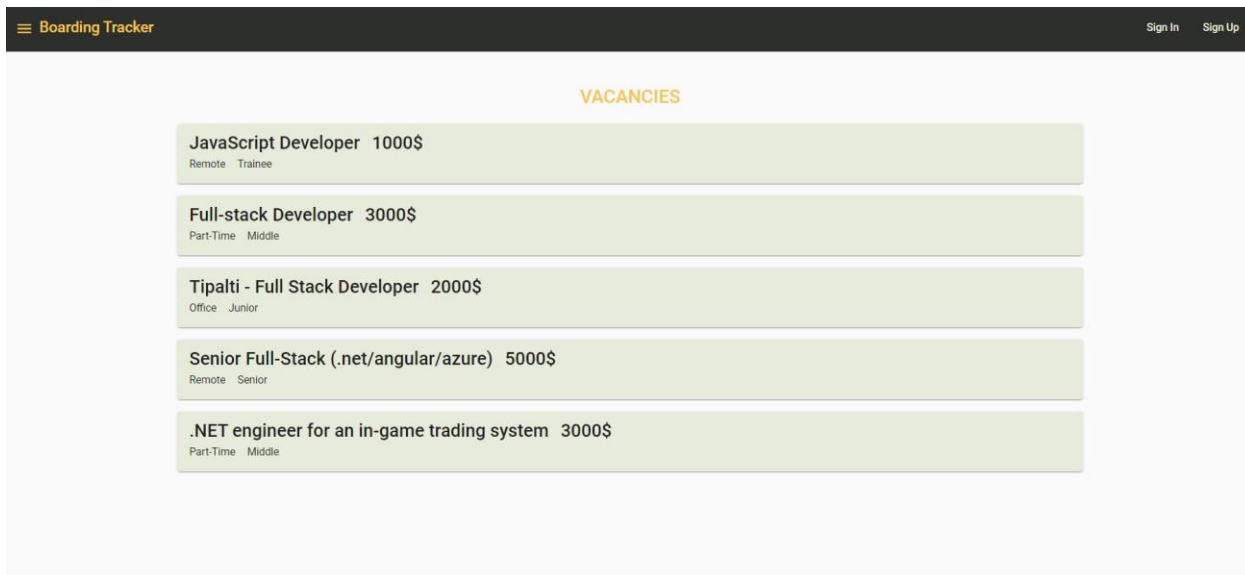 Boarding Tracker Sign In Sign Up
VACANCIES
JavaScript Developer 1000$
Remote Trainee
Full-stack Developer 3000$
Part-Time Middle
Tipalti - Full Stack Developer 2000$
Office Junior
Senior Full-Stack (.net/angular/azure) 5000$
Remote Senior
.NET engineer for an in-game trading system 3000$
Part-Time Middle